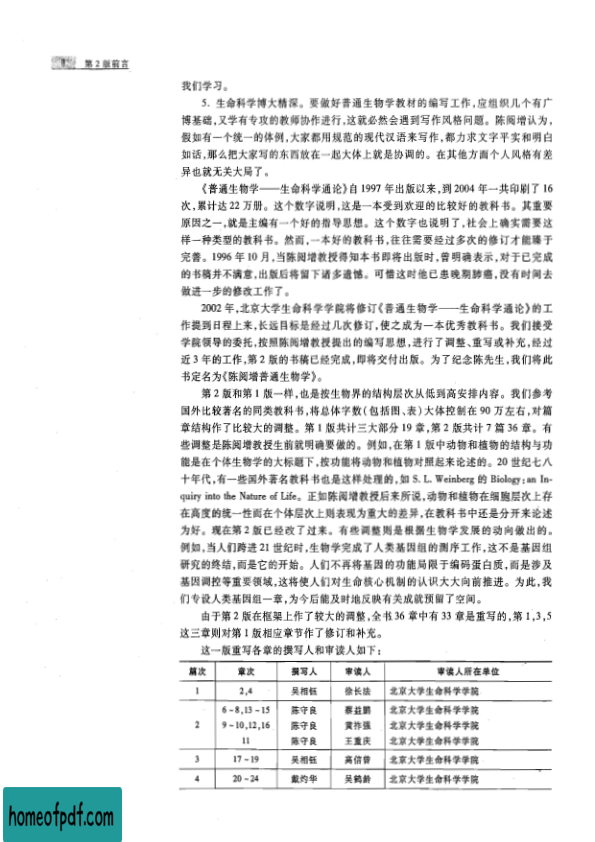 第2版前言
我们学习。
5. 生命科学博大精深。要做好普通生物学教材的编写工作,应组织几个有广
博基础,又学有专攻的教师协作进行,这就必然会遇到写作风格问题。陈阅增认为,
假如有一个统一的体例,大家都用规范的现代汉语来写作,都力求文字平实和明白
如话,那么把大家写的东西放在一起大体上就是协调的。在其他方面个人风格有差
异也就无关大局了。
《普通生物学——生命科学通论》自 1997 年出版以来,到 2004 年一共印刷了 16
次,累计达 22 万册。这个数字说明,这是一本受到欢迎的比较好的教科书。其重要
原因之一,就是主编有一个好的指导思想。这个数字也说明了,社会上确实需要这
样一种类型的教科书。然而,一本好的教科书,往往需要经过多次的修订才能臻于
完善。1996 年 10 月,当陈阅增教授得知本书即将出版时,曾明确表示,对于已完成
的书稿并不满意,出版后将留下诸多遗憾。可惜这时他已患晚期肺癌,没有时间去
做进一步的修改工作了。
2002 年,北京大学生命科学学院将修订《普通生物学——生命科学通论》的工
作提到日程上来,长远目标是经过几次修订,使之成为一本优秀教科书。我们接受
学院领导的委托,按照陈阅增教授提出的编写思想,进行了调整、重写或补充,经过
近 3 年的工作,第 2 版的书稿已经完成,即将交付出版。为了纪念陈先生,我们将此
书定名为《陈阅增普通生物学》。
第 2 版和第 1 版一样,也是按生物界的结构层次从低到高安排内容。我们参考
国外比较著名的同类教科书,将总体字数(包括图、表)大体控制在 90 万左右,对篇
章结构作了比较大的调整。第 1 版共计三大部分 19 章,第 2 版共计 7 篇 36 章。有
些调整是陈阅增教授生前就明确要做的。例如,在第 1 版中动物和植物的结构与功
能是在个体生物学的大标题下,按功能将动物和植物对照起来论述的。20 世纪七八
十年代,有一些国外著名教科书也是这样处理的,如 S. L. Weinberg 的 Biology: an In-
quiry into the Nature of Life。正如陈阅增教授后来所说,动物和植物在细胞层次上存
在高度的统一性而在个体层次上则表现为重大的差异,在教科书中还是分开来论述
为好。现在第 2 版已经改了过来。有些调整则是根据生物学发展的动向做出的。
例如,当人们跨进 21 世纪时,生物学完成了人类基因组的测序工作,这不是基因组
研究的终结,而是它的开始。人们不再将基因的功能局限于编码蛋白质,而是涉及
基因调控等重要领域,这将使人们对生命核心机制的认识大大向前推进。为此,我
们专设人类基因组一章,为今后能及时地反映有关成就预留了空间。
由于第 2 版在框架上作了较大的调整,全书 36 章中有 33 章是重写的,第 1,3,5
这三章则对第 1 版相应章节作了修订和补充。
这一版重写各章的撰写人和审读人如下:
篇次 章次 撰写人 审读人 审读人所在单位
1 2,4 吴相钰 徐长法 北京大学生命科学学院
6~8,13~15 陈守良 蔡益鹏 北京大学生命科学学院
2 9~10,12,16 陈守良 黄祚强 北京大学生命科学学院
11 陈守良 王重庆 北京大学生命科学学院
3 17~19 吴相钰 高信曾 北京大学生命科学学院
4 20~24 戴灼华 吴鹤龄 北京大学生命科学学院
homeofpdf.com